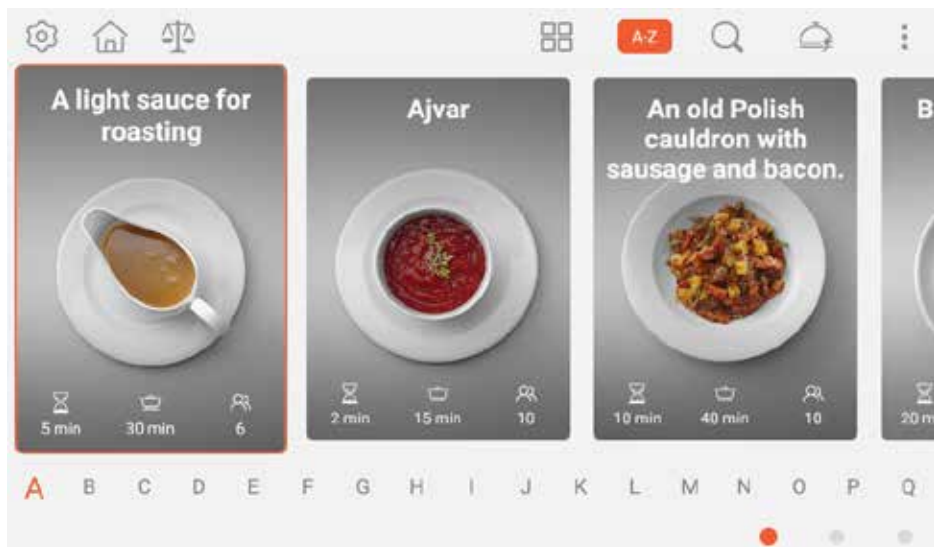 A-Z
A light sauce for
roasting
5 min 30 min 6
Ajvar
2 min 15 min 10
An old Polish
cauldron with
sausage and bacon.
10 min 40 min 10
B
20 m
A B C D E F G H I J K L M N O P Q